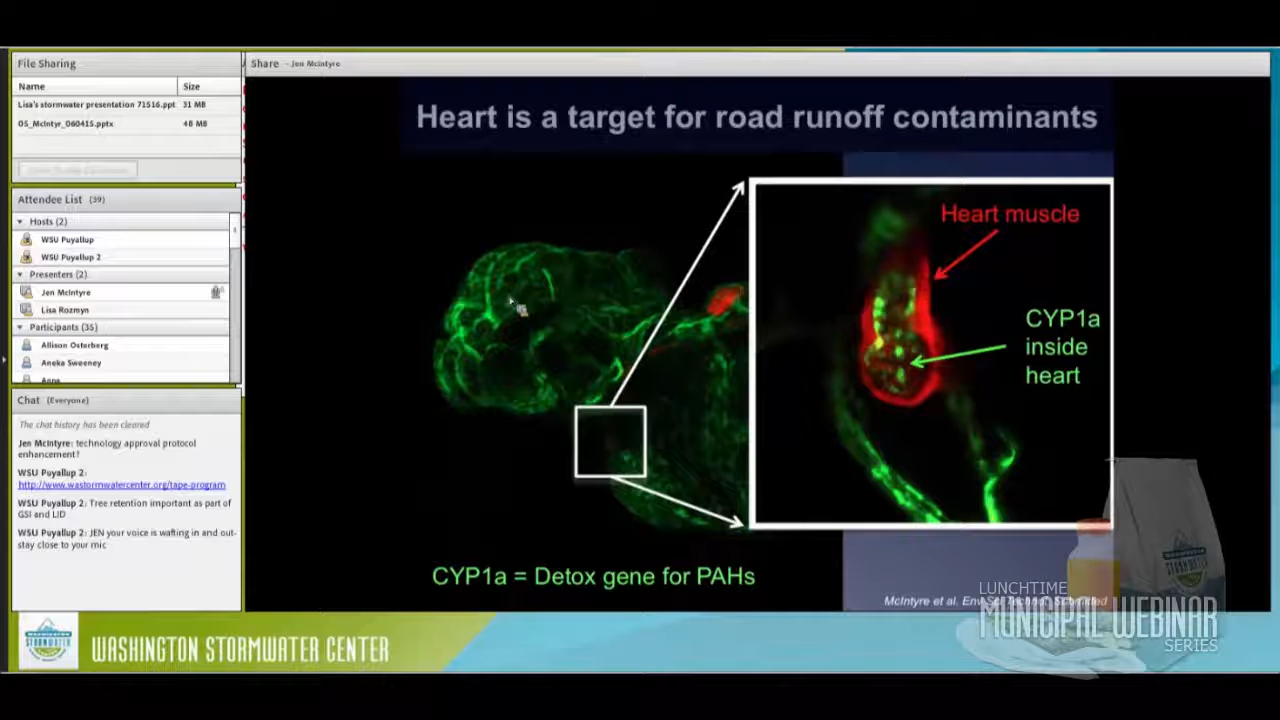 File Sharing
Name Size
Lisa's stormwater presentation 71516.ppt 31 MB
OS_McIntyr_060415.pptx 48 MB
Attendee List (39)
Hosts (2)
WSU Puyallup
WSU Puyallup 2
Presenters (2)
Jen McIntyre
Lisa Rozmyn
Participants (35)
Allison Osterberg
Aneka Sweeney
Anna
Chat (Everyone)
The chat history has been cleared
Jen McIntyre: technology approval protocol
enhancement?
WSU Puyallup 2:
http://www.wastormwatercenter.org/tape-program
WSU Puyallup 2: Tree retention important as part of
GSI and LID
WSU Puyallup 2: JEN your voice is wafting in and out-
stay close to your mic
Share - Jen McIntyre
Heart is a target for road runoff contaminants
Heart muscle
CYP1a
inside
heart
CYP1a = Detox gene for PAHs
McIntyre et al. Env Sci Technol. Submitted
LUNCHTIME
MUNICIPAL WEBINAR
SERIES
WASHINGTON STORMWATER CENTER